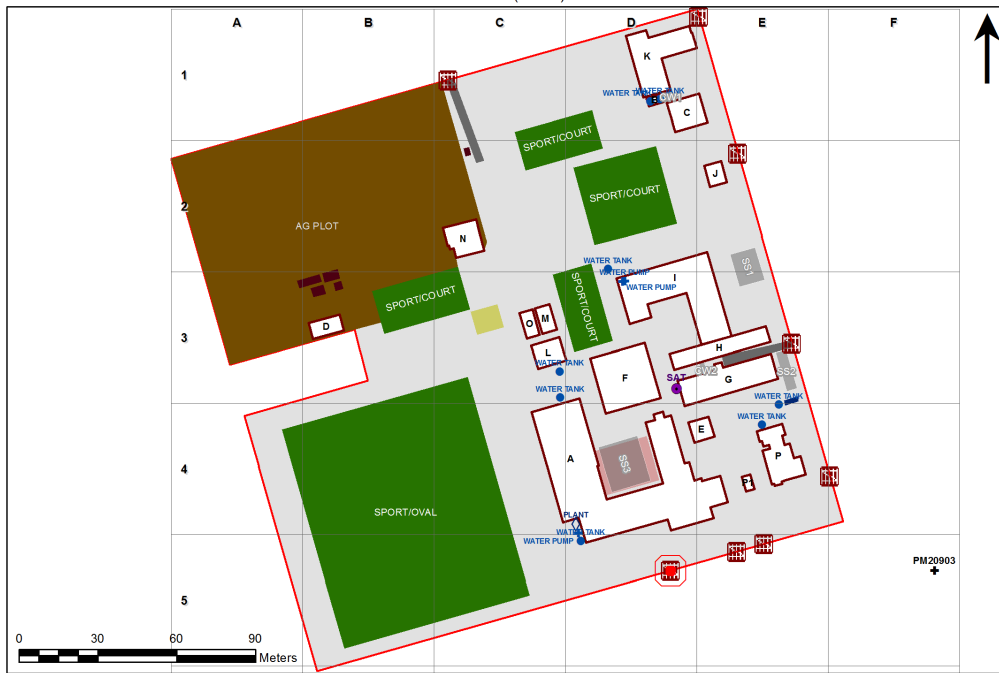 A B C D E F
1
K
WATER TANK
WATER TANK
B
GW1
C
SPORT/COURT
J
2
SPORT/COURT
AG PLOT
N
WATER TANK
SS1
WATER PUMP
I
WATER PUMP
SPORT/COURT
SPORT/COURT
D
O
M
3
H
L
WATER TANK
GW2
SS2
F
SAT
G
WATER TANK
WATER TANK
E
A
SS3
P
4
P1
SPORT/OVAL
PLANT
WATER TANK
WATER PUMP
PM20903
5
0 30 60 90
Meters